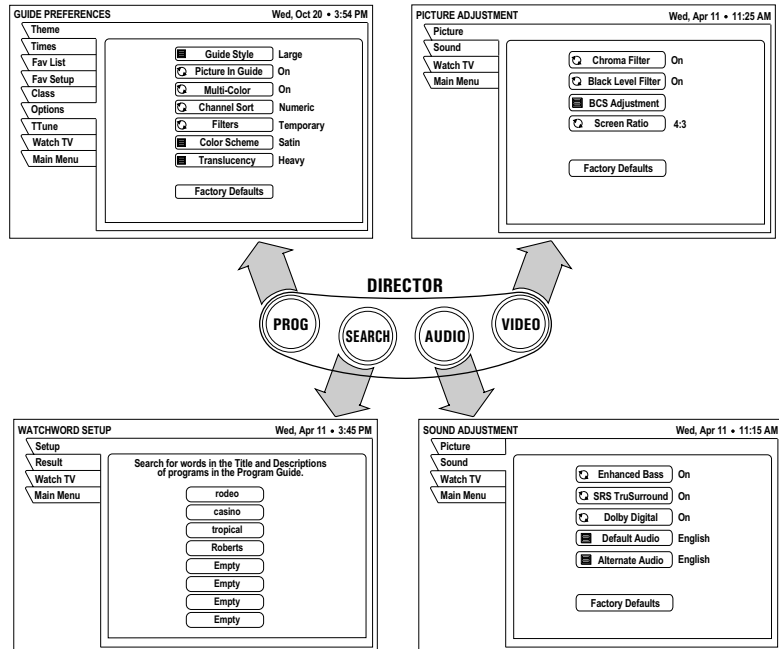 GUIDE PREFERENCES Wed, Oct 20 • 3:54 PM
Theme
Times
Fav List
Fav Setup
Class
Options
TTune
Watch TV
Main Menu
Guide Style Large
Picture In Guide On
Multi-Color On
Channel Sort Numeric
Filters Temporary
Color Scheme Satin
Translucency Heavy
Factory Defaults
PICTURE ADJUSTMENT Wed, Apr 11 • 11:25 AM
Picture
Sound
Watch TV
Main Menu
Chroma Filter On
Black Level Filter On
BCS Adjustment
Screen Ratio 4:3
Factory Defaults
DIRECTOR
PROG SEARCH AUDIO VIDEO
WATCHWORD SETUP Wed, Apr 11 • 3:45 PM
Setup
Result
Watch TV
Main Menu
Search for words in the Title and Descriptions
of programs in the Program Guide.
rodeo
casino
tropical
Roberts
Empty
Empty
Empty
Empty
SOUND ADJUSTMENT Wed, Apr 11 • 11:15 AM
Picture
Sound
Watch TV
Main Menu
Enhanced Bass On
SRS TruSurround On
Dolby Digital On
Default Audio English
Alternate Audio English
Factory Defaults